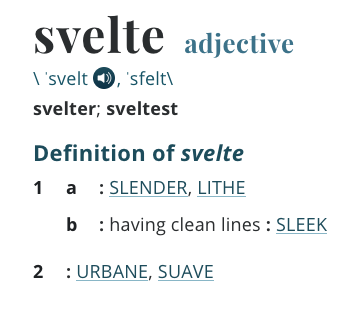 svelte adjective
\ ˈsvelt , ˈsfelt\
svelter; sveltest
Definition of svelte
1 a : SLENDER, LITHE
b : having clean lines : SLEEK
2 : URBANE, SUAVE